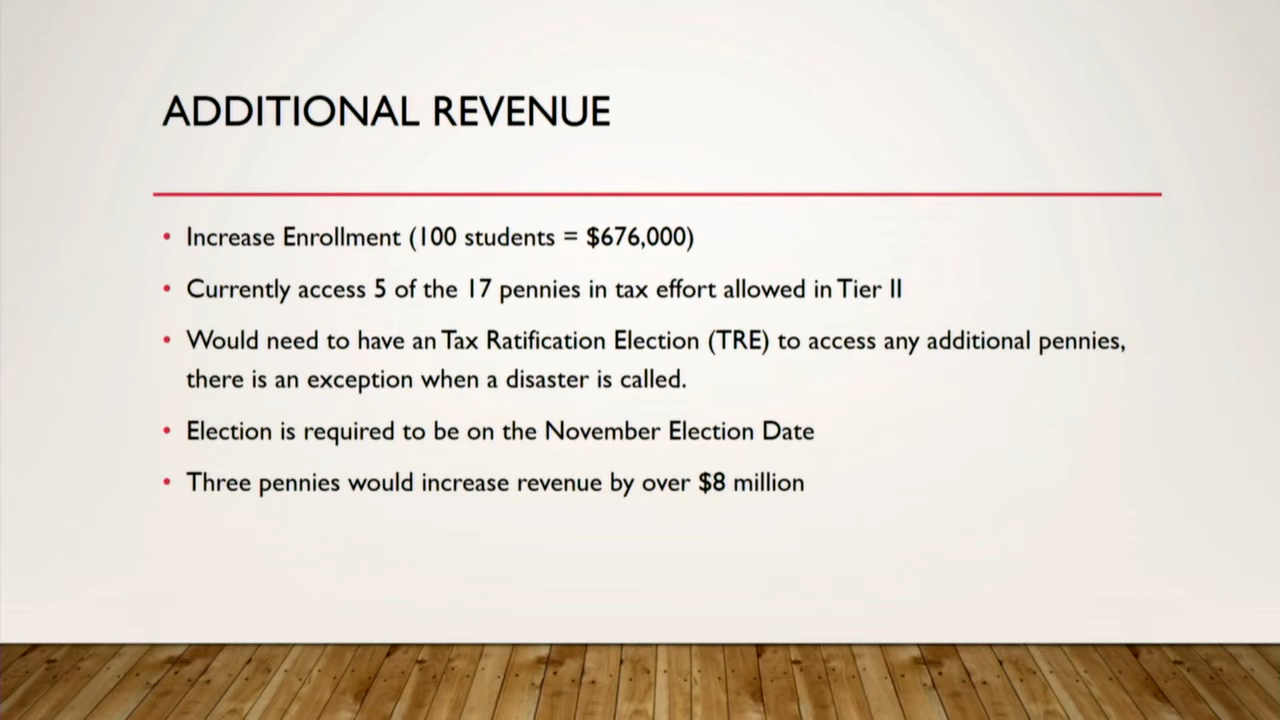 ADDITIONAL REVENUE
• Increase Enrollment (100 students = $676,000)
• Currently access 5 of the 17 pennies in tax effort allowed in Tier II
• Would need to have an Tax Ratification Election (TRE) to access any additional pennies,
there is an exception when a disaster is called.
• Election is required to be on the November Election Date
• Three pennies would increase revenue by over $8 million